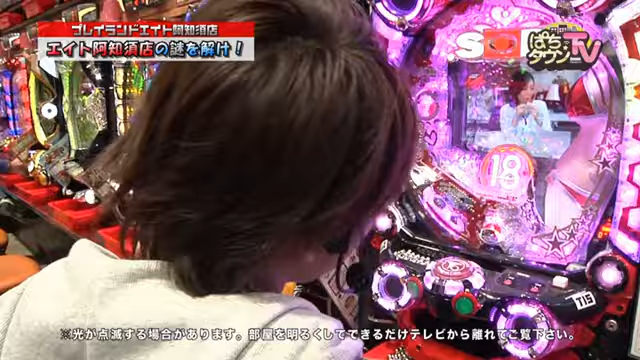 プレイランドエイト阿知須店
エイト阿知須店の謎を解け!
ぱち
タウン
TV
18
715
※光が点滅する場合があります。部屋を明るくしてできるだけテレビから離れてご覧下さい。